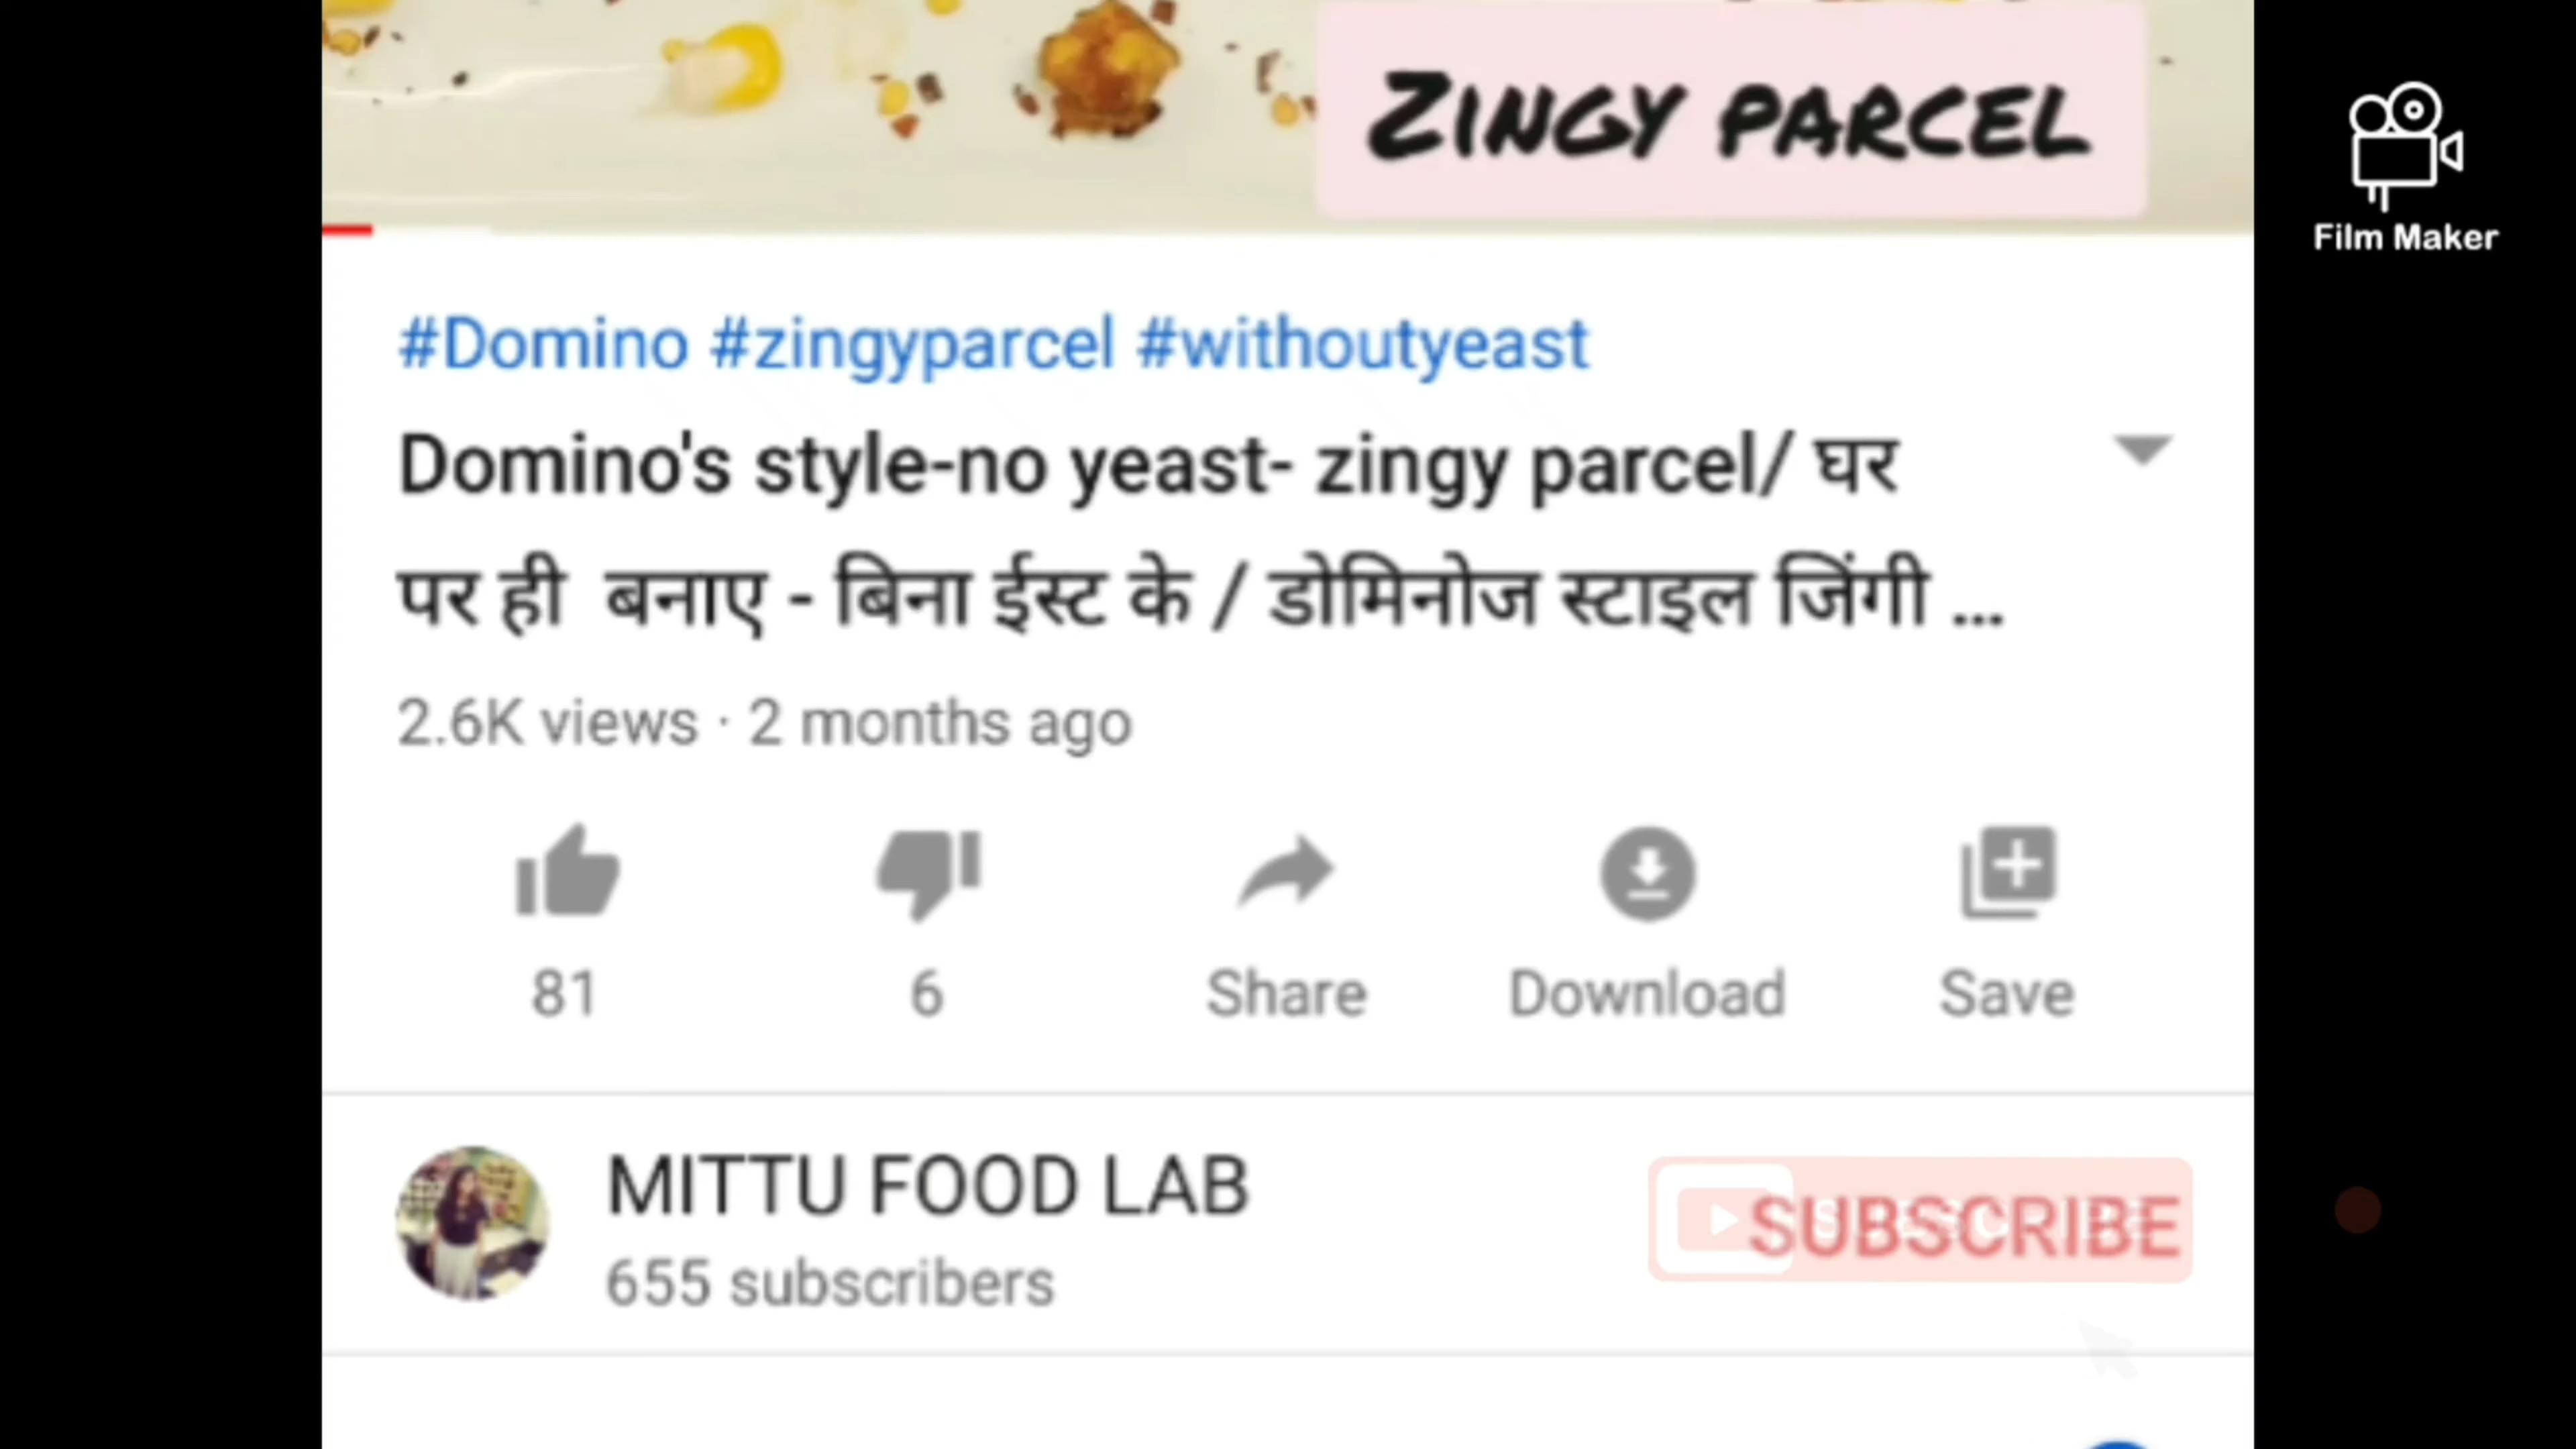 ZINGY PARCEL
Film Maker
#Domino #zingyparcel #withoutyeast
Domino's style-no yeast- zingy parcel/ घर
पर ही बनाए - बिना ईस्ट के / डोमिनोज स्टाइल जिंगी ...
2.6K views · 2 months ago
81 6 Share Download Save
MITTU FOOD LAB
SUBSCRIBE
655 subscribers